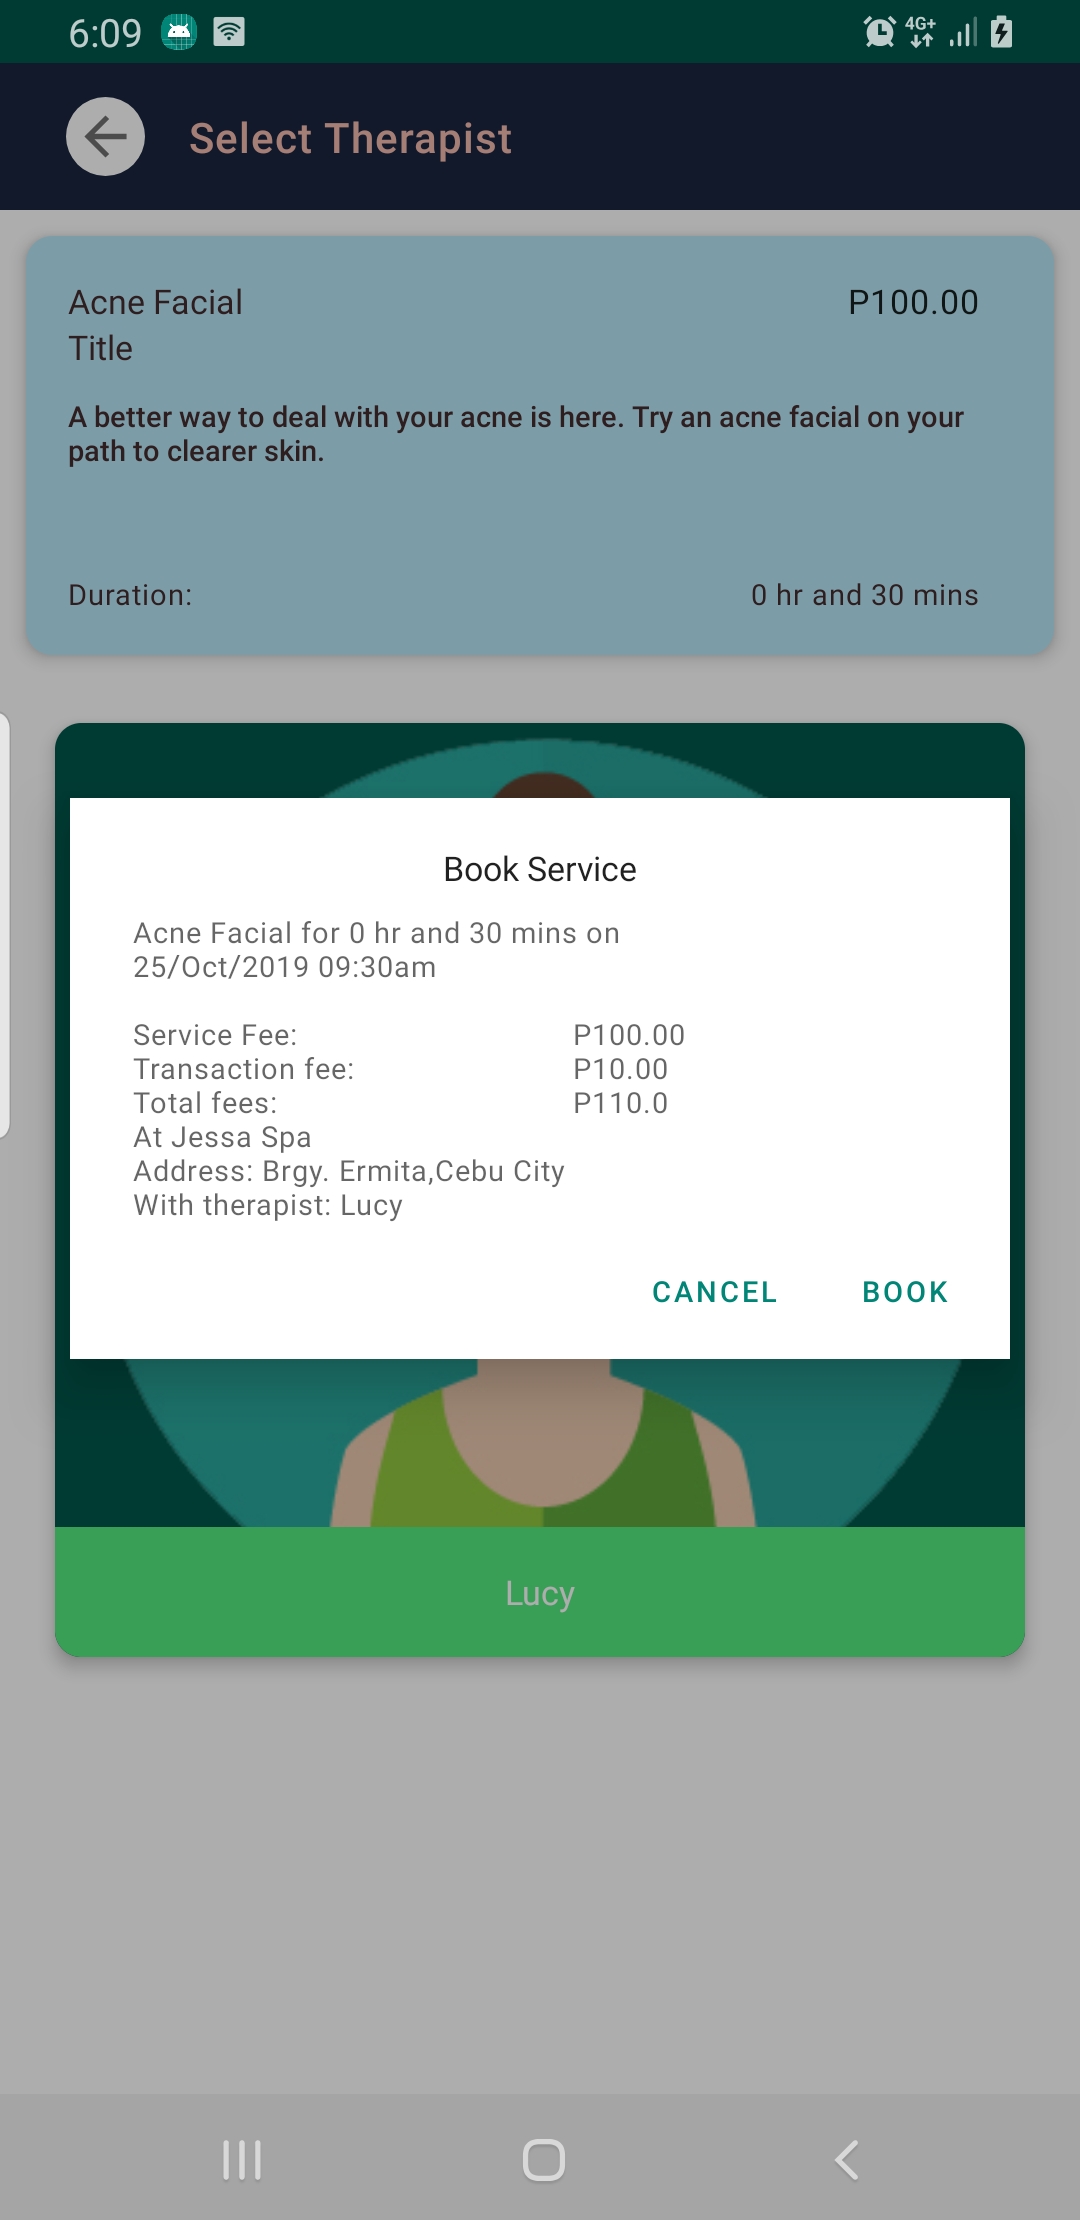 6:09
4G+
Select Therapist
Acne Facial P100.00
Title
A better way to deal with your acne is here. Try an acne facial on your
path to clearer skin.
Duration: 0 hr and 30 mins
Book Service
Acne Facial for 0 hr and 30 mins on
25/Oct/2019 09:30am
Service Fee: P100.00
Transaction fee: P10.00
Total fees: P110.0
At Jessa Spa
Address: Brgy. Ermita,Cebu City
With therapist: Lucy
CANCEL BOOK
Lucy